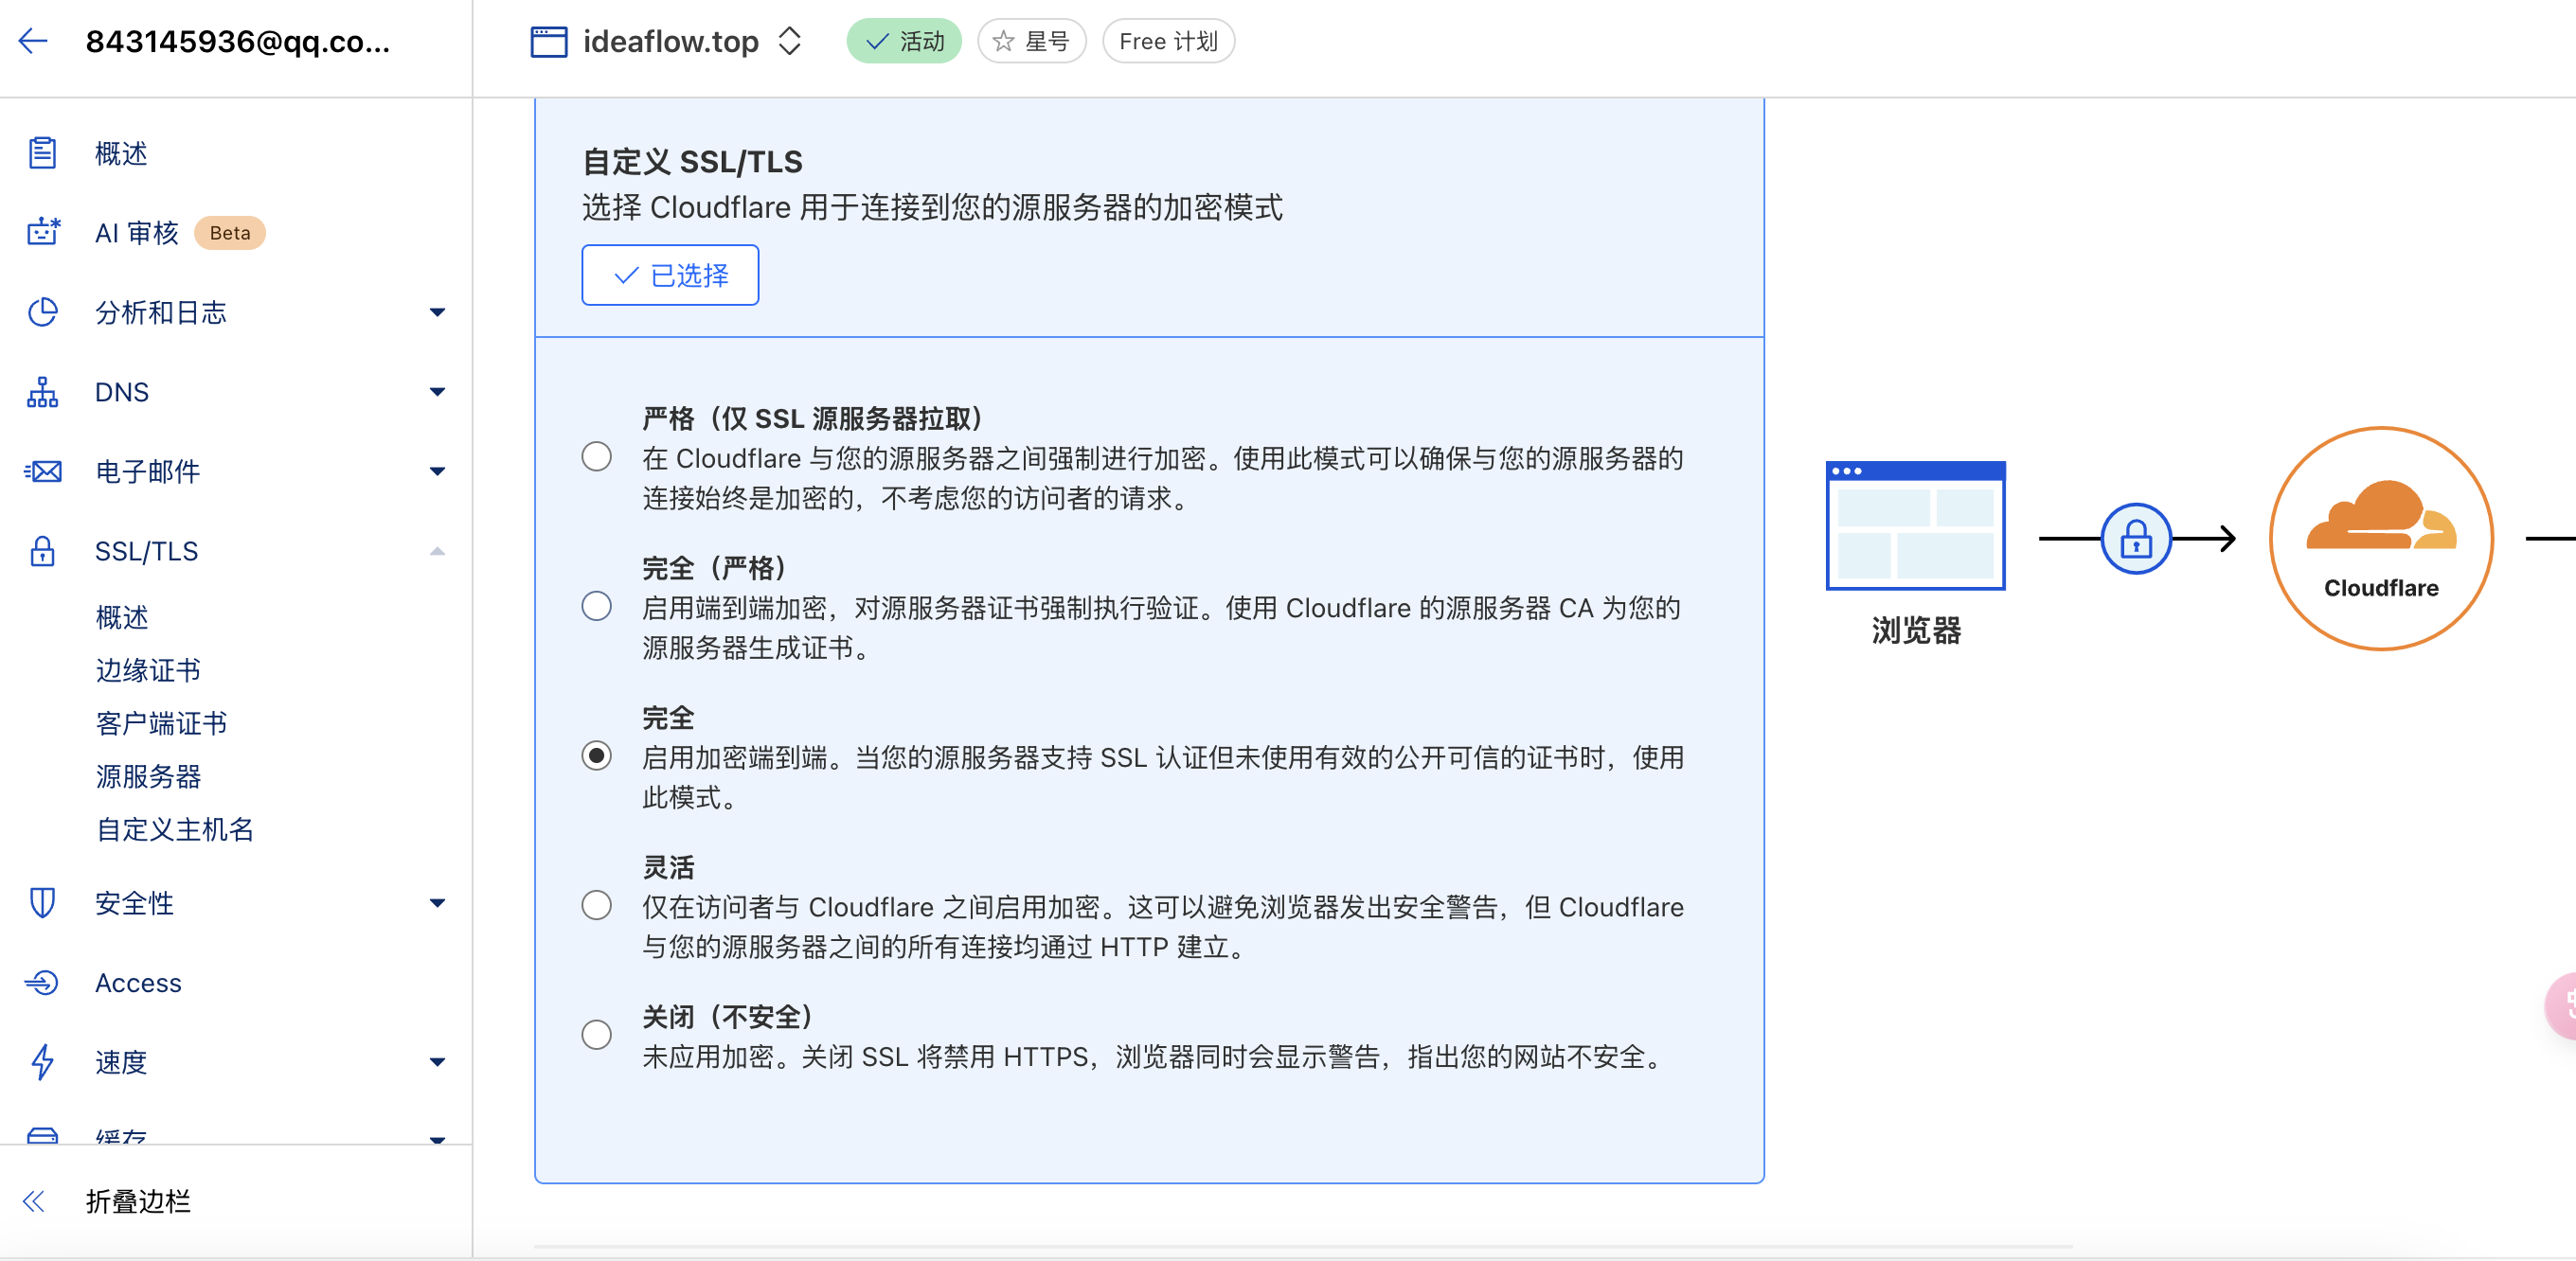 843145936@qq.co...
ideaflow.top
活动
星号
Free 计划
概述
AI 审核
Beta
分析和日志
DNS
电子邮件
SSL/TLS
概述
边缘证书
客户端证书
源服务器
自定义主机名
安全性
Access
速度
缓存
折叠边栏
自定义 SSL/TLS
选择 Cloudflare 用于连接到您的源服务器的加密模式
已选择
严格（仅 SSL 源服务器拉取）
在 Cloudflare 与您的源服务器之间强制进行加密。使用此模式可以确保与您的源服务器的
连接始终是加密的，不考虑您的访问者的请求。
完全（严格）
启用端到端加密，对源服务器证书强制执行验证。使用 Cloudflare 的源服务器 CA 为您的
源服务器生成证书。
完全
启用加密端到端。当您的源服务器支持 SSL 认证但未使用有效的公开可信的证书时，使用
此模式。
灵活
仅在访问者与 Cloudflare 之间启用加密。这可以避免浏览器发出安全警告，但 Cloudflare
与您的源服务器之间的所有连接均通过 HTTP 建立。
关闭（不安全）
未应用加密。关闭 SSL 将禁用 HTTPS，浏览器同时会显示警告，指出您的网站不安全。
浏览器
Cloudflare